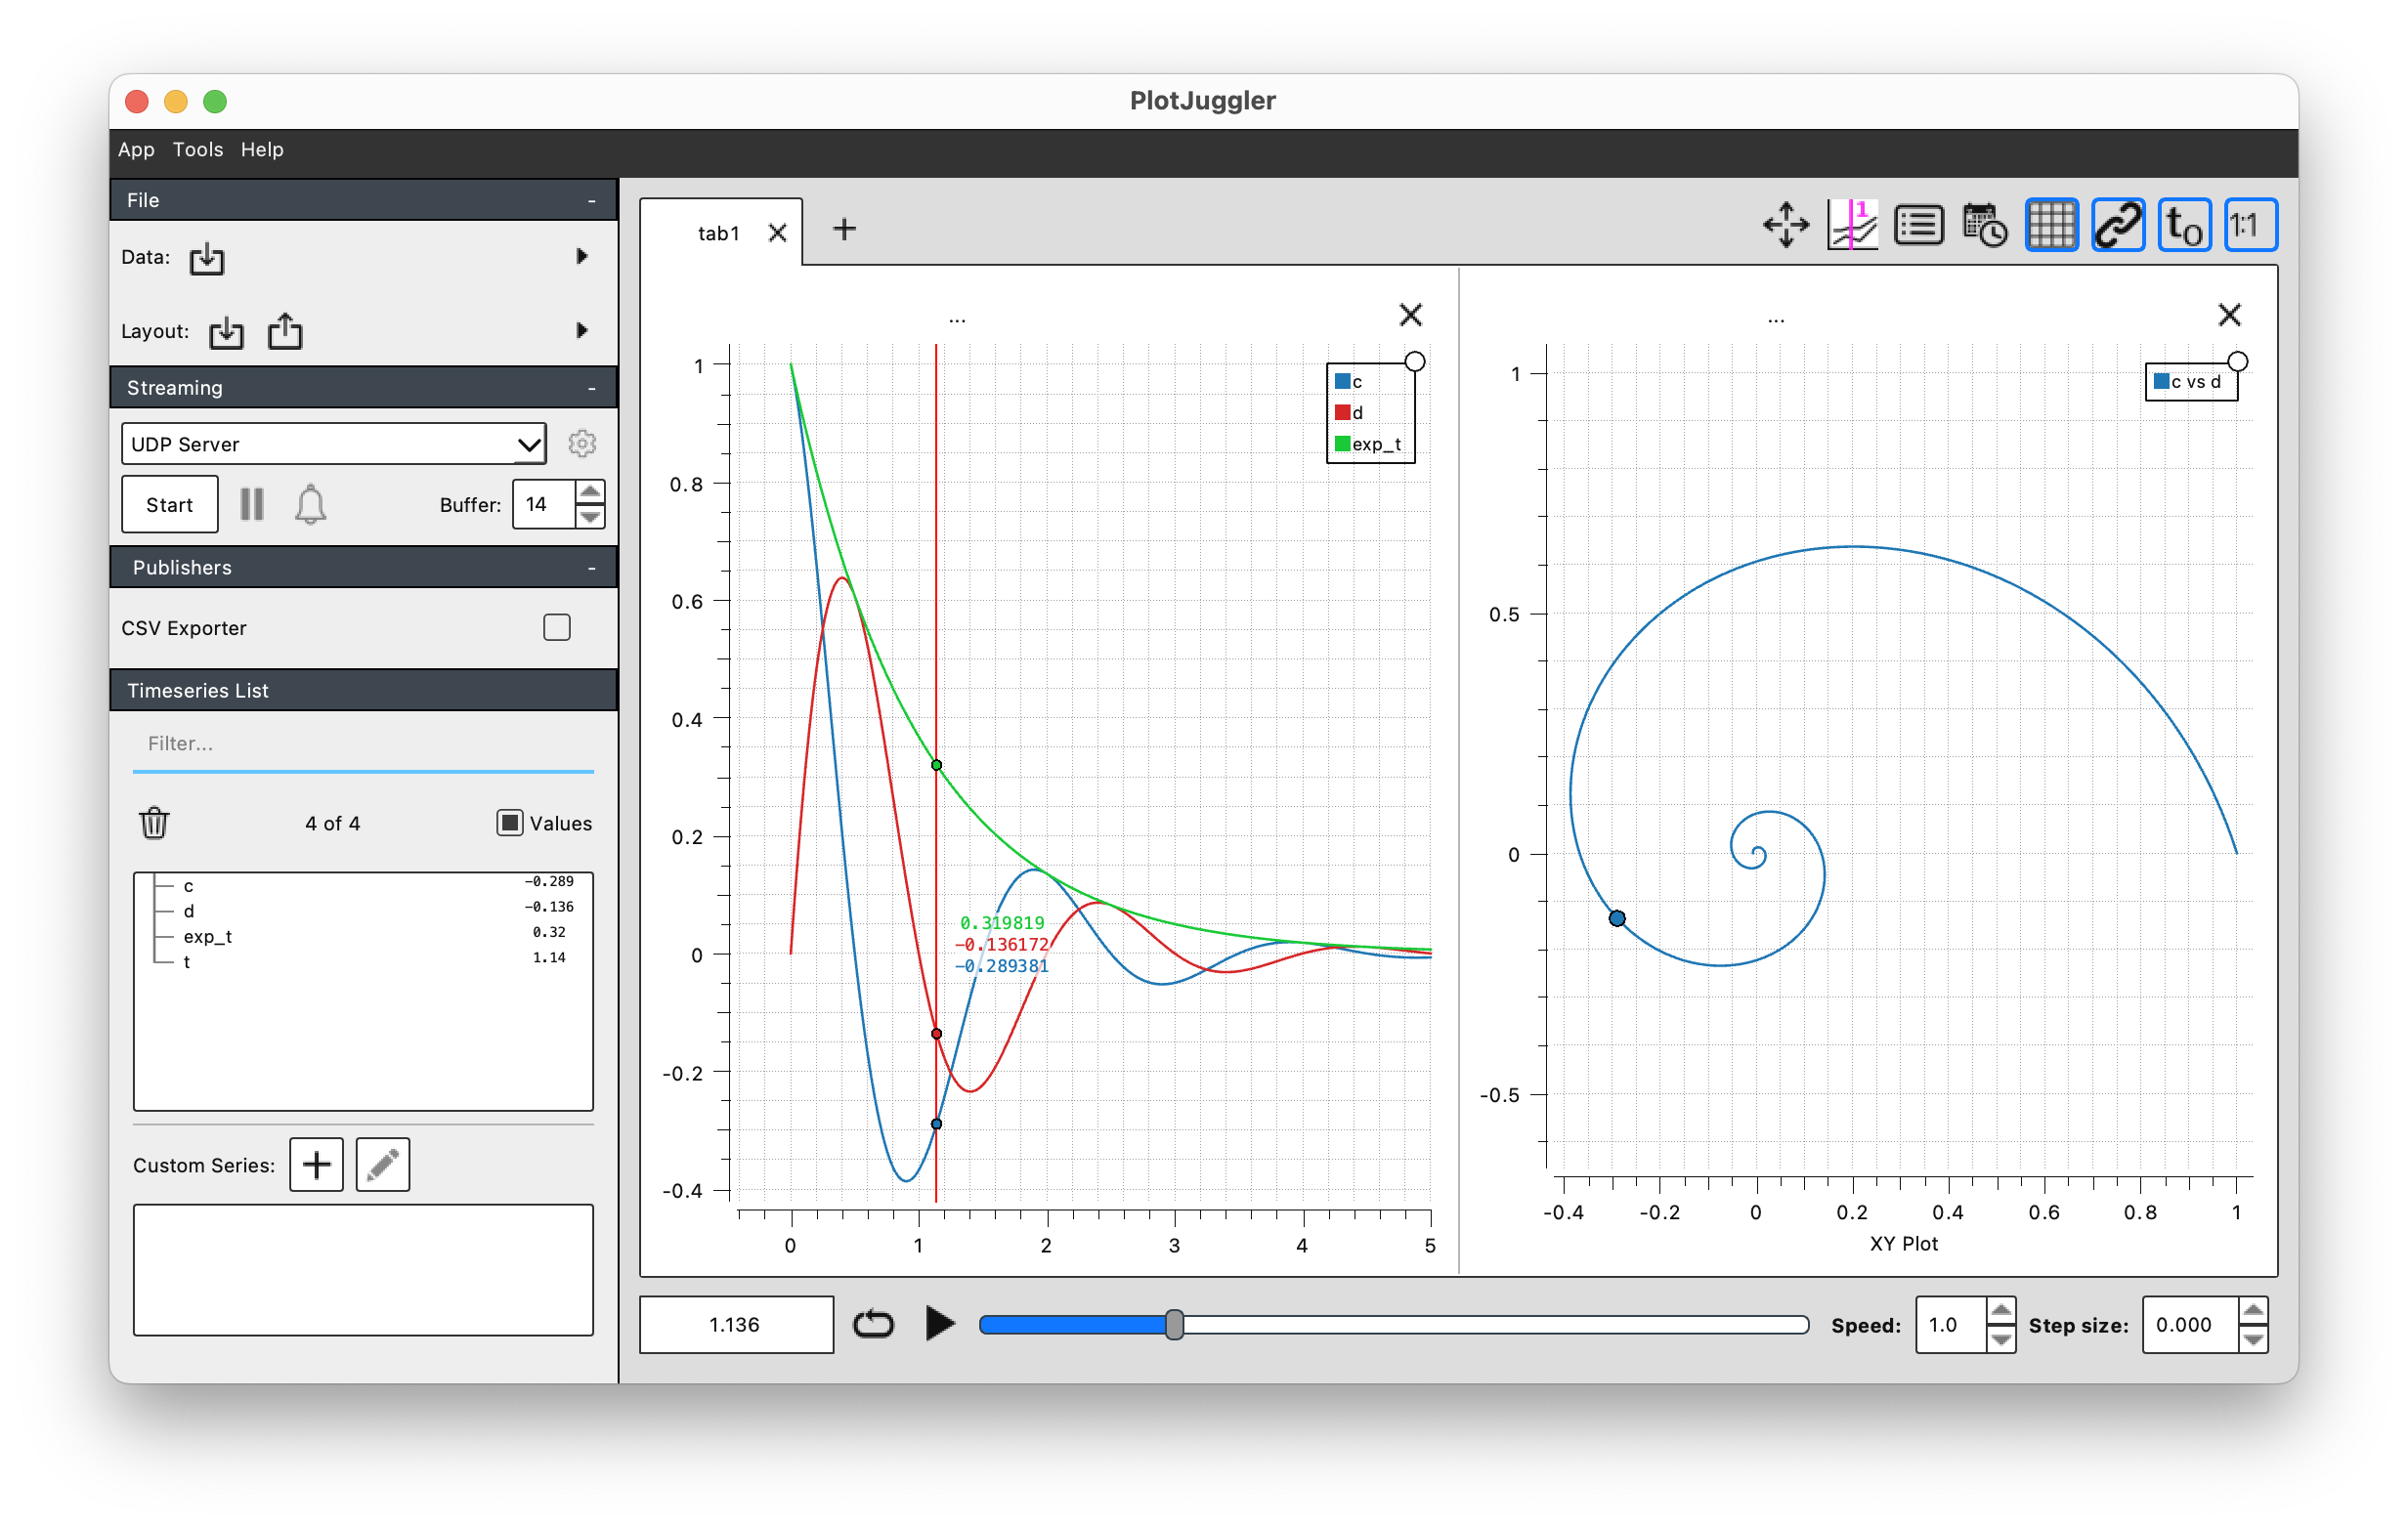 PlotJuggler
App Tools Help
File -
Data:
Layout:
Streaming -
UDP Server
Start Buffer: 14
Publishers -
CSV Exporter
Timeseries List
Filter...
4 of 4 Values
c -0.289
d -0.136
exp_t 0.32
t 1.14
Custom Series:
tab1
1
t0
1:1
...
c
d
exp_t
1
0.8
0.6
0.4
0.2
0
-0.2
-0.4
0.319819
-0.136172
-0.289381
0 1 2 3 4 5
...
c vs d
1
0.5
0
-0.5
-0.4 -0.2 0 0.2 0.4 0.6 0.8 1
XY Plot
1.136 Speed: 1.0 Step size: 0.000